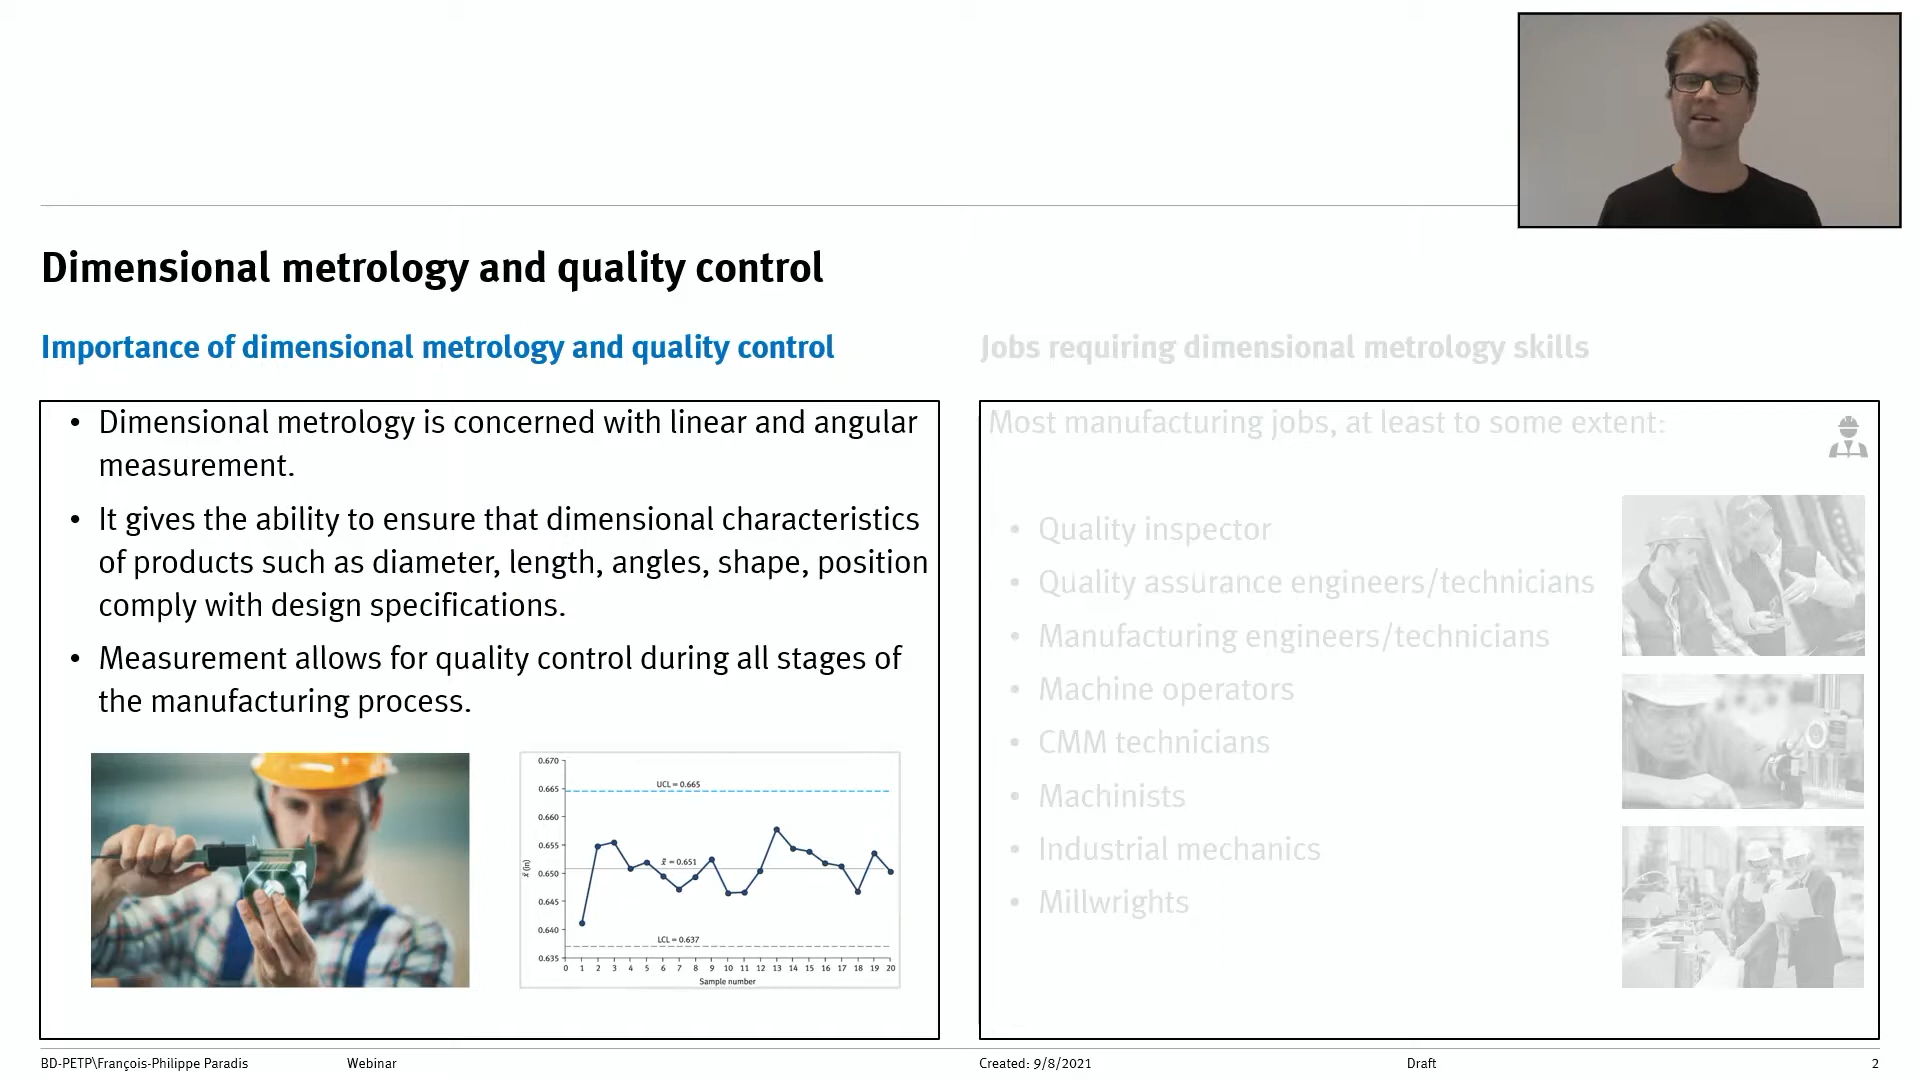 Dimensional metrology and quality control
Importance of dimensional metrology and quality control
• Dimensional metrology is concerned with linear and angular
measurement.
• It gives the ability to ensure that dimensional characteristics
of products such as diameter, length, angles, shape, position
comply with design specifications.
• Measurement allows for quality control during all stages of
the manufacturing process.
0.670
0.665
0.660
0.655
0.650
0.645
0.640
0.635
UCL = 0.665
x̿ = 0.651
LCL = 0.637
x̄ (in)
0 1 2 3 4 5 6 7 8 9 10 11 12 13 14 15 16 17 18 19 20
Sample number
Jobs requiring dimensional metrology skills
Most manufacturing jobs, at least to some extent:
• Quality inspector
• Quality assurance engineers/technicians
• Manufacturing engineers/technicians
• Machine operators
• CMM technicians
• Machinists
• Industrial mechanics
• Millwrights
BD-PETP\François-Philippe Paradis Webinar Created: 9/8/2021 Draft 2